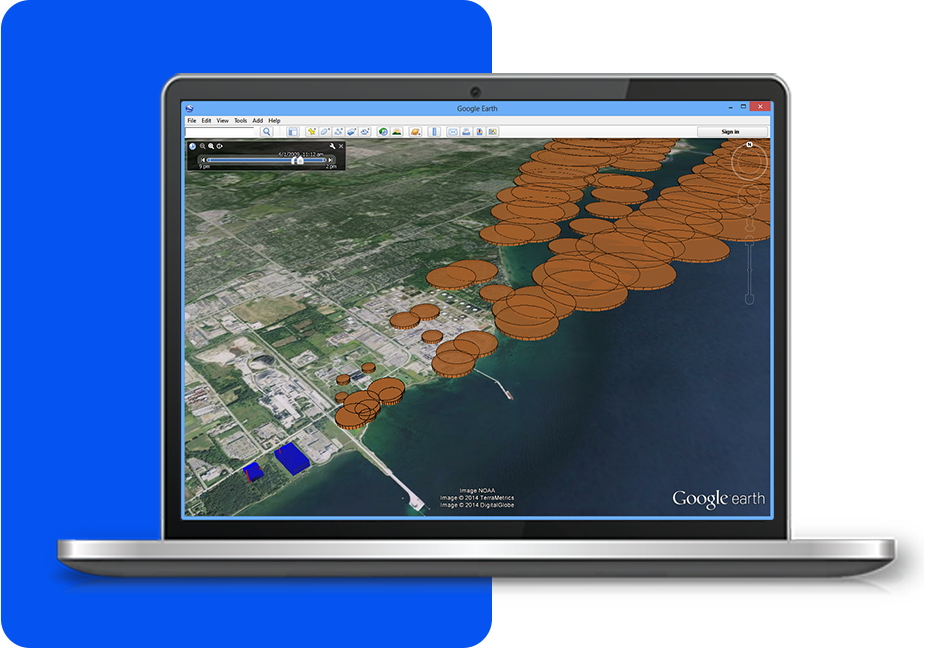 Google Earth
File Edit View Tools Add Help
Sign in
6/1/2009, 11:12 am
9 pm
2 pm
N
Image NOAA
Image © 2014 TerraMetrics
Image © 2014 DigitalGlobe
Google earth